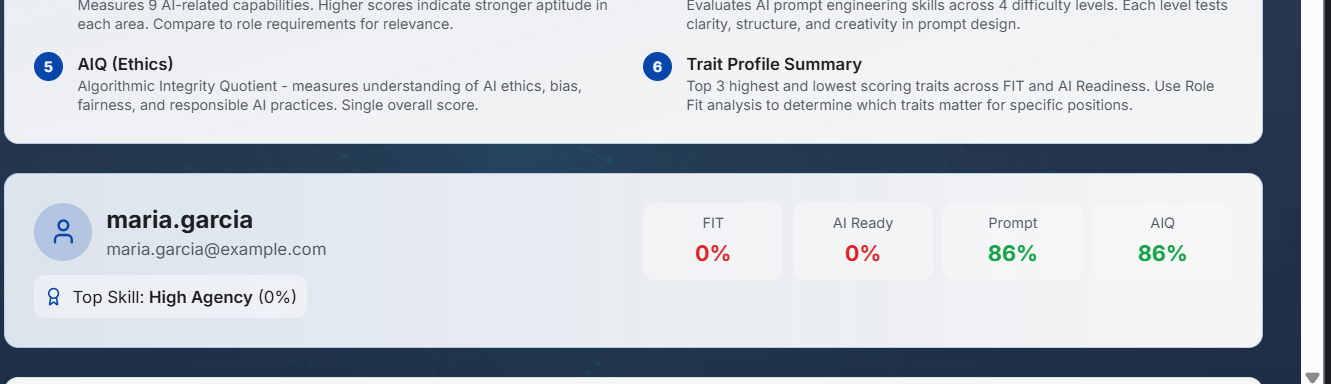 Measures 9 AI-related capabilities. Higher scores indicate stronger aptitude in
each area. Compare to role requirements for relevance.
Evaluates AI prompt engineering skills across 4 difficulty levels. Each level tests
clarity, structure, and creativity in prompt design.
5
AIQ (Ethics)
Algorithmic Integrity Quotient - measures understanding of AI ethics, bias,
fairness, and responsible AI practices. Single overall score.
6
Trait Profile Summary
Top 3 highest and lowest scoring traits across FIT and AI Readiness. Use Role
Fit analysis to determine which traits matter for specific positions.
maria.garcia
maria.garcia@example.com
Top Skill: High Agency (0%)
FIT
0%
AI Ready
0%
Prompt
86%
AIQ
86%